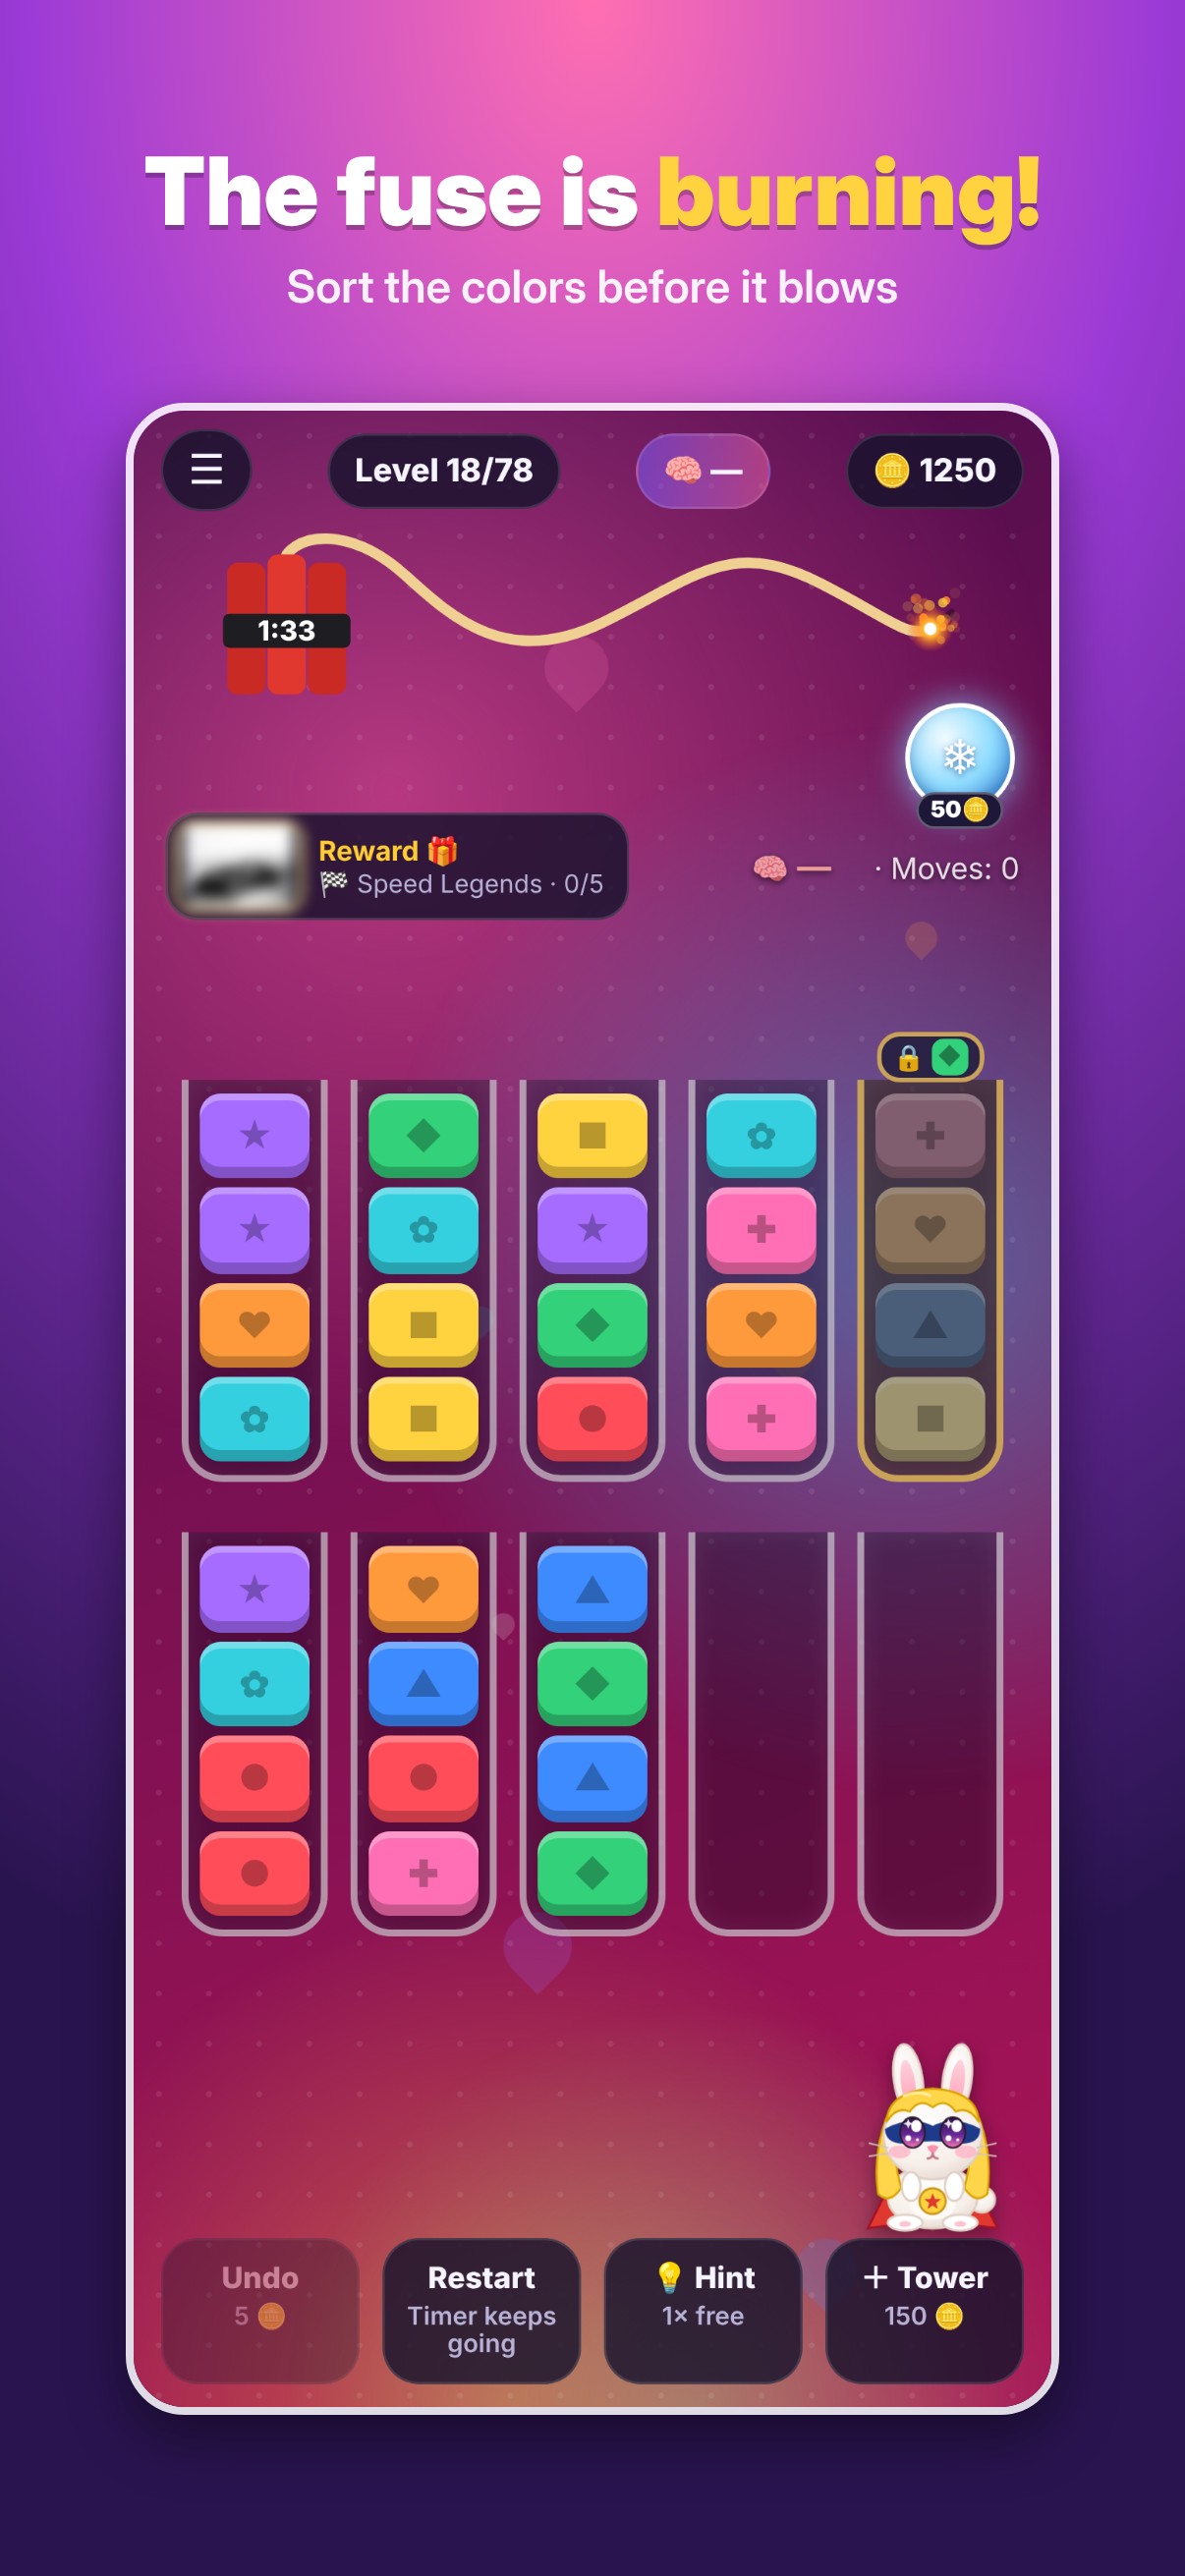 The fuse is burning!
Sort the colors before it blows
Level 18/78
—
1250
1:33
50
Reward
Speed Legends · 0/5
— · Moves: 0
Undo
5
Restart
Timer keeps
going
Hint
1× free
+ Tower
150